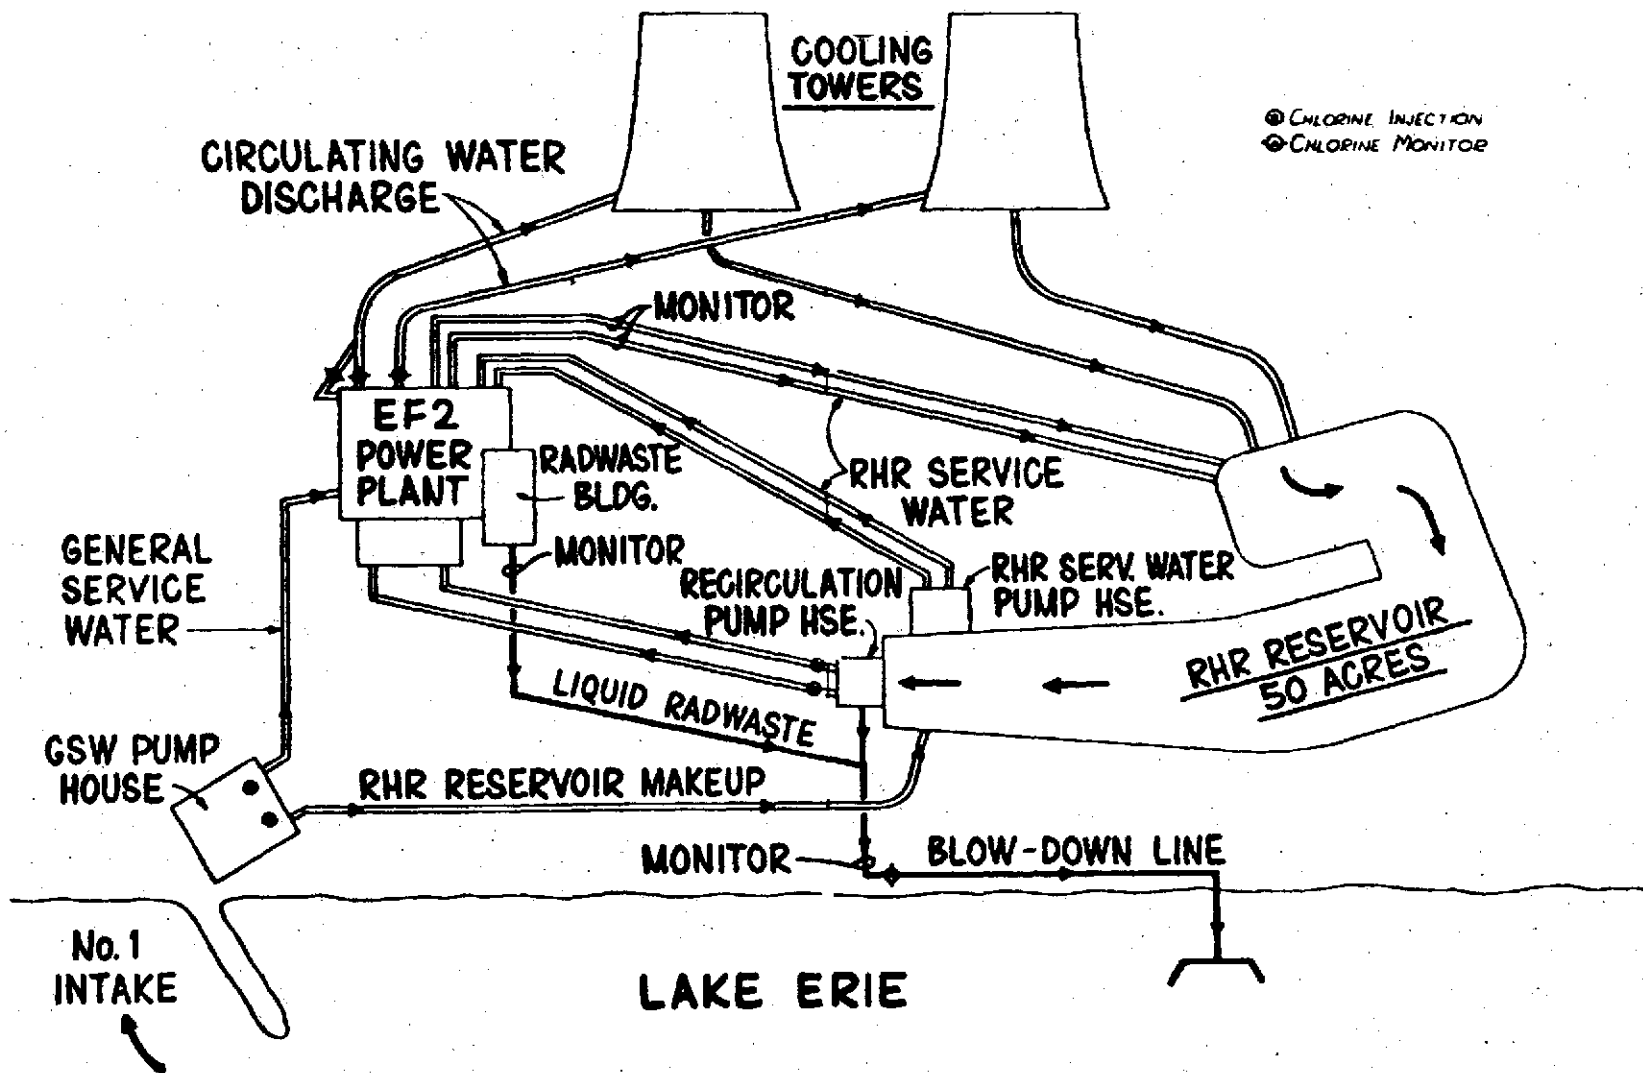 COOLING
TOWERS
CHLORINE INJECTION
CHLORINE MONITOR
CIRCULATING WATER
DISCHARGE
MONITOR
EF2
POWER
PLANT
RADWASTE
BLDG.
RHR SERVICE
WATER
GENERAL
SERVICE
WATER
MONITOR
RECIRCULATION
PUMP HSE.
RHR SERV. WATER
PUMP HSE.
RHR RESERVOIR
50 ACRES
LIQUID RADWASTE
GSW PUMP
HOUSE
RHR RESERVOIR MAKEUP
MONITOR
BLOW-DOWN LINE
No. 1
INTAKE
LAKE ERIE